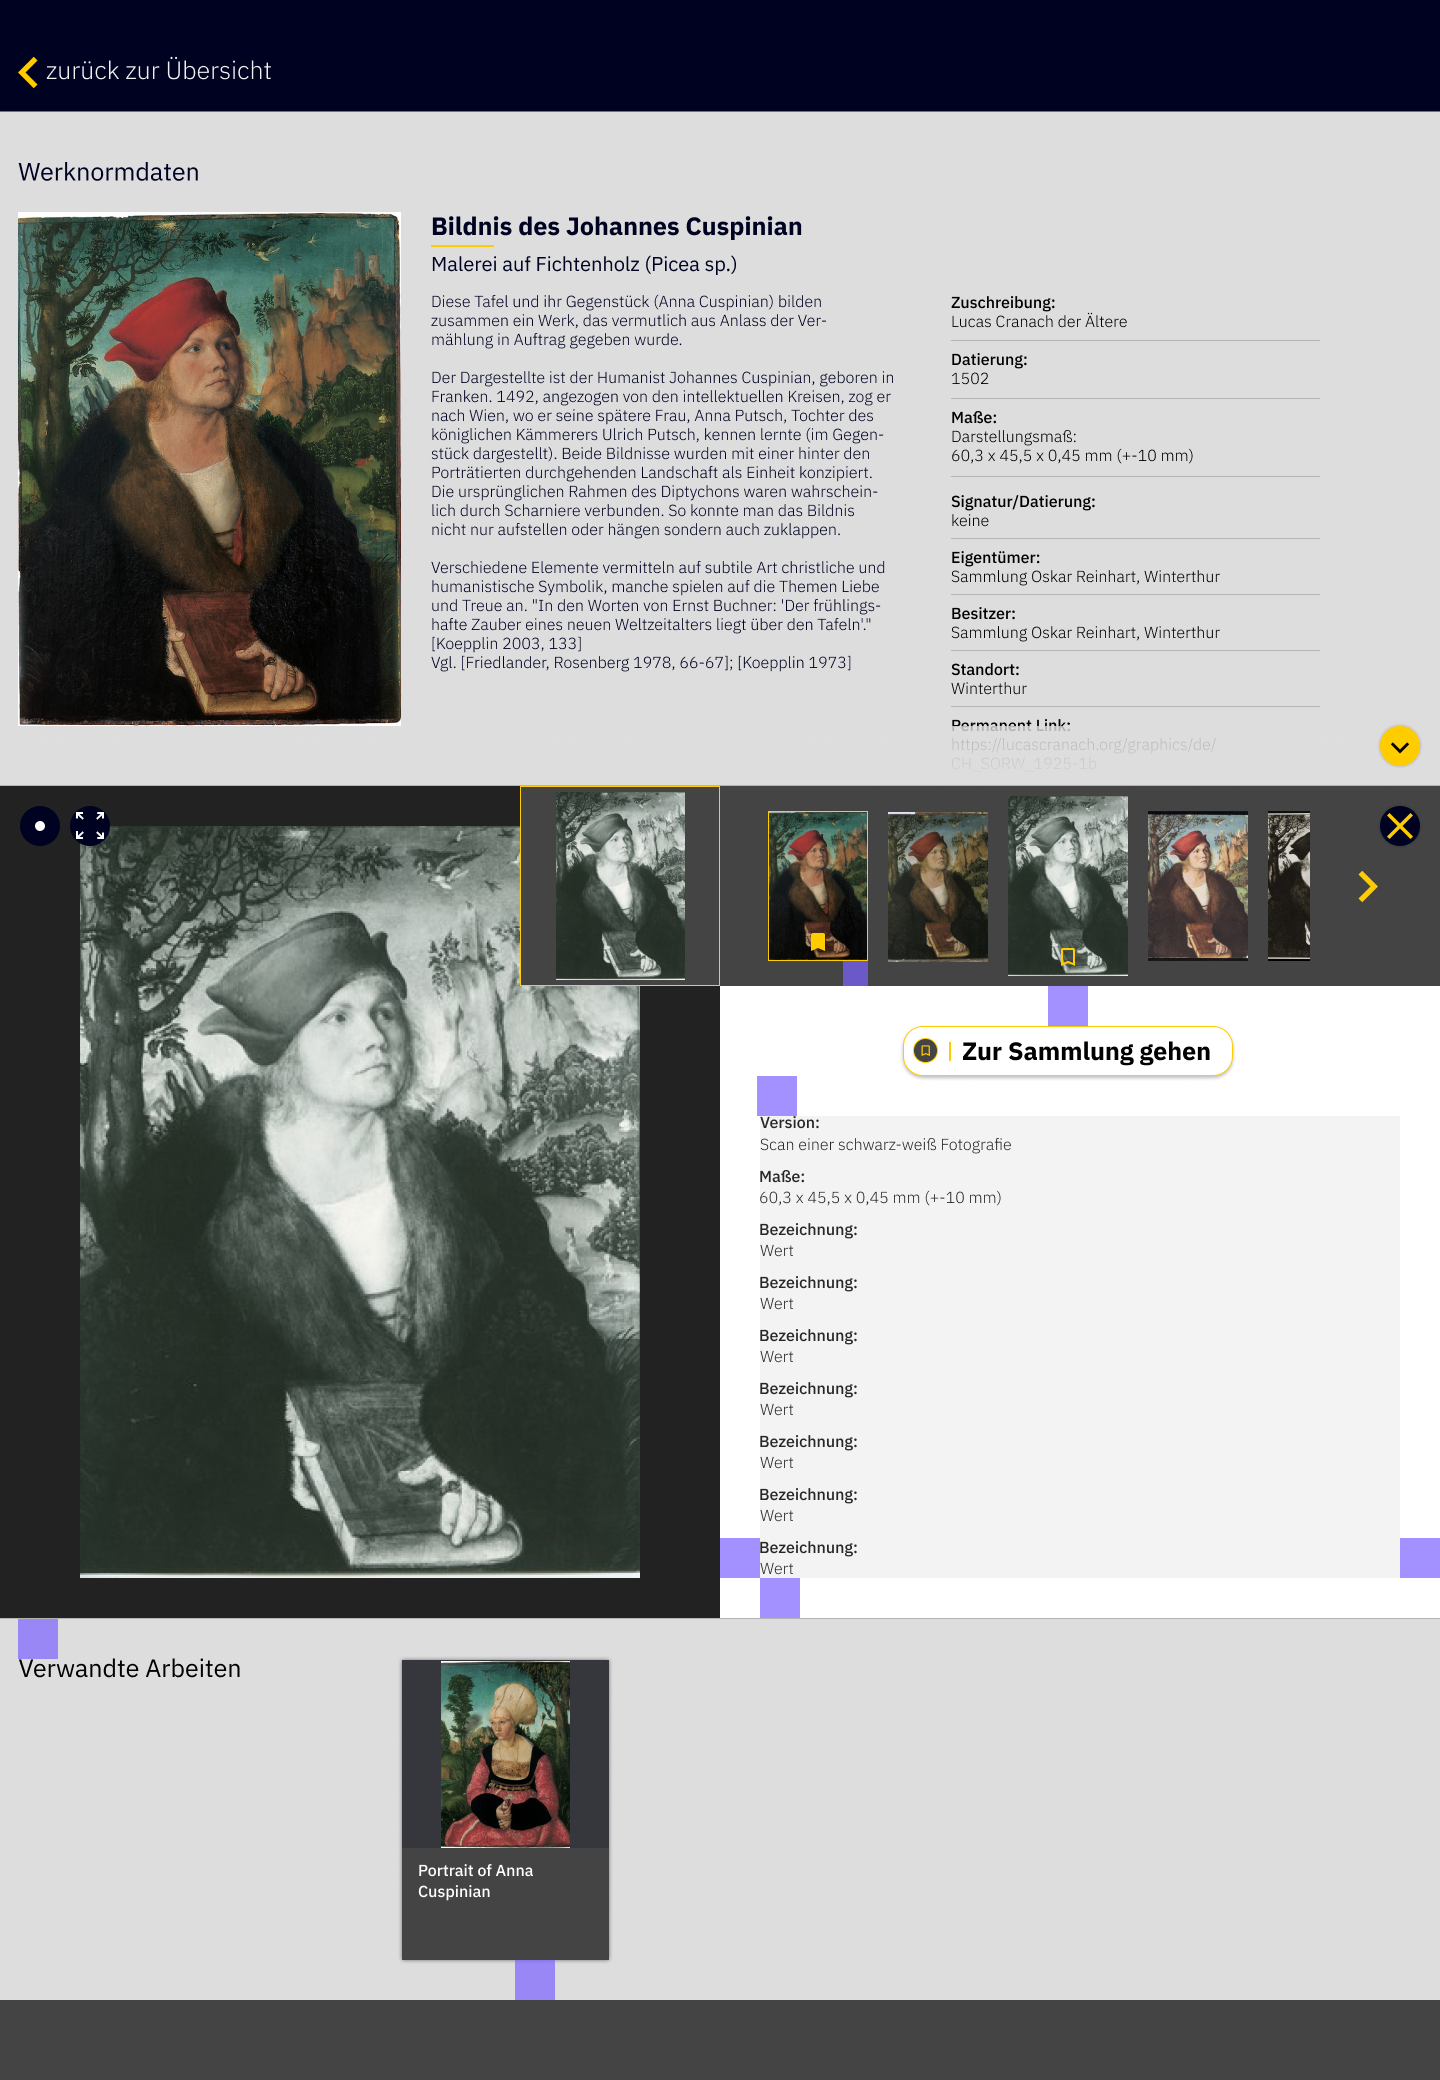 zurück zur Übersicht
Werknormdaten
Bildnis des Johannes Cuspinian
Malerei auf Fichtenholz (Picea sp.)
Diese Tafel und ihr Gegenstück (Anna Cuspinian) bilden
zusammen ein Werk, das vermutlich aus Anlass der Ver-
mählung in Auftrag gegeben wurde.
Der Dargestellte ist der Humanist Johannes Cuspinian, geboren in
Franken. 1492, angezogen von den intellektuellen Kreisen, zog er
nach Wien, wo er seine spätere Frau, Anna Putsch, Tochter des
königlichen Kämmerers Ulrich Putsch, kennen lernte (im Gegen-
stück dargestellt). Beide Bildnisse wurden mit einer hinter den
Porträtierten durchgehenden Landschaft als Einheit konzipiert.
Die ursprünglichen Rahmen des Diptychons waren wahrschein-
lich durch Scharniere verbunden. So konnte man das Bildnis
nicht nur aufstellen oder hängen sondern auch zuklappen.
Verschiedene Elemente vermitteln auf subtile Art christliche und
humanistische Symbolik, manche spielen auf die Themen Liebe
und Treue an. "In den Worten von Ernst Buchner: 'Der frühlings-
hafte Zauber eines neuen Weltzeitalters liegt über den Tafeln'."
[Koepplin 2003, 133]
Vgl. [Friedlander, Rosenberg 1978, 66-67]; [Koepplin 1973]
Zuschreibung:
Lucas Cranach der Ältere
Datierung:
1502
Maße:
Darstellungsmaß:
60,3 x 45,5 x 0,45 mm (+-10 mm)
Signatur/Datierung:
keine
Eigentümer:
Sammlung Oskar Reinhart, Winterthur
Besitzer:
Sammlung Oskar Reinhart, Winterthur
Standort:
Winterthur
Permanent Link:
https://lucascranach.org/graphics/de/
CH_SORW_1925-1b
Zur Sammlung gehen
Version:
Scan einer schwarz-weiß Fotografie
Maße:
60,3 x 45,5 x 0,45 mm (+-10 mm)
Bezeichnung:
Wert
Bezeichnung:
Wert
Bezeichnung:
Wert
Bezeichnung:
Wert
Bezeichnung:
Wert
Bezeichnung:
Wert
Bezeichnung:
Wert
Verwandte Arbeiten
Portrait of Anna
Cuspinian